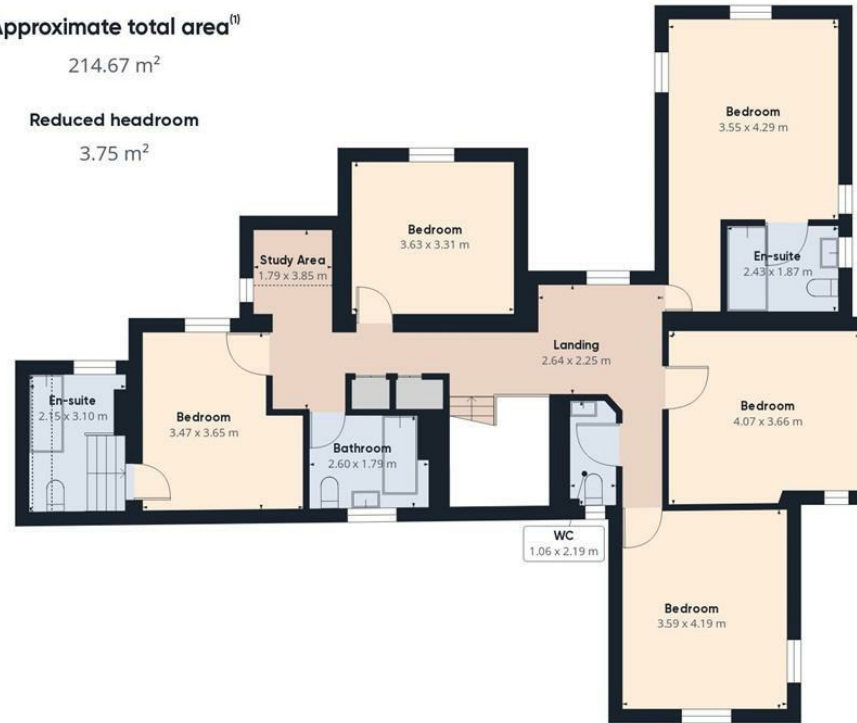 Approximate total area(1)
214.67 m²
Reduced headroom
3.75 m²
Bedroom
3.55 x 4.29 m
Bedroom
3.63 x 3.31 m
Study Area
1.79 x 3.85 m
En-suite
2.43 x 1.87 m
Landing
2.64 x 2.25 m
En-suite
2.15 x 3.10 m
Bedroom
3.47 x 3.65 m
Bedroom
4.07 x 3.66 m
Bathroom
2.60 x 1.79 m
WC
1.06 x 2.19 m
Bedroom
3.59 x 4.19 m